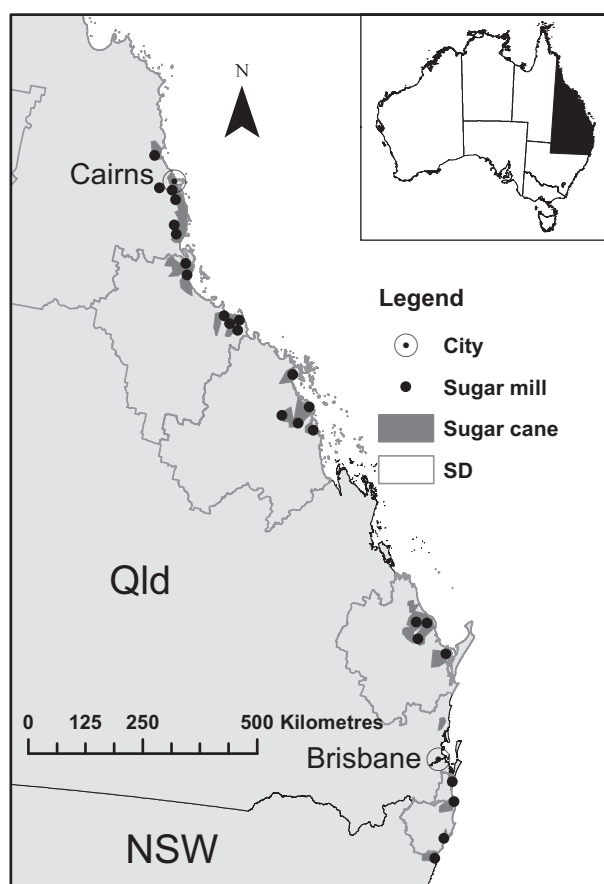 N
Cairns
Legend
City
Sugar mill
Sugar cane
SD
Qld
0 125 250 500 Kilometres
Brisbane
NSW